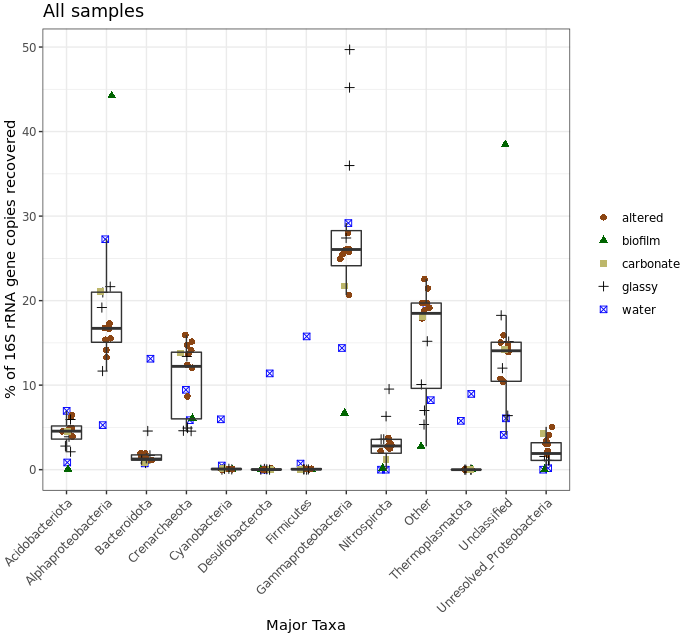 All samples
% of 16S rRNA gene copies recovered
50
40
30
20
10
0
Acidobacteriota
Alphaproteobacteria
Bacteroidota
Crenarchaeota
Cyanobacteria
Desulfobacterota
Firmicutes
Gammaproteobacteria
Nitrospirota
Other
Thermoplasmatota
Unclassified
Unresolved_Proteobacteria
Major Taxa
altered
biofilm
carbonate
glassy
water